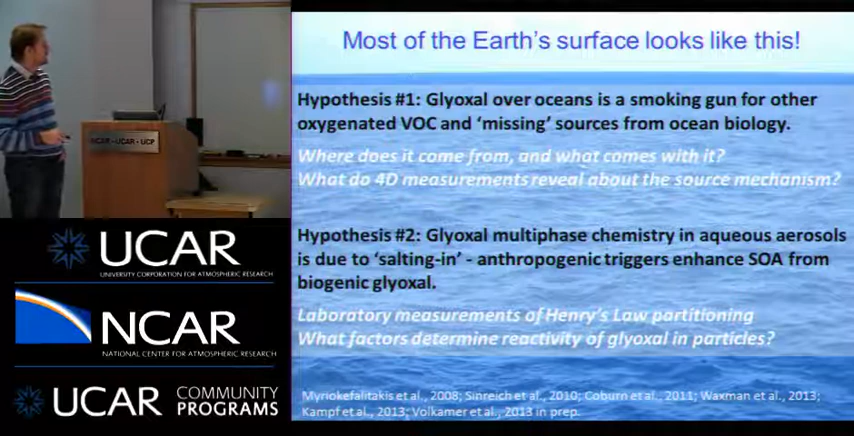 Most of the Earth's surface looks like this!
Hypothesis #1: Glyoxal over oceans is a smoking gun for other
oxygenated VOC and 'missing' sources from ocean biology.
Where does it come from, and what comes with it?
What do 4D measurements reveal about the source mechanism?
Hypothesis #2: Glyoxal multiphase chemistry in aqueous aerosols
is due to 'salting-in' - anthropogenic triggers enhance SOA from
biogenic glyoxal.
Laboratory measurements of Henry's Law partitioning
What factors determine reactivity of glyoxal in particles?
Myriokefalitakis et al., 2008; Sinreich et al., 2010; Coburn et al., 2011; Waxman et al., 2013;
Kampf et al., 2013; Volkamer et al., 2013 in prep.
NCAR - UCAR - UCP
UCAR
UNIVERSITY CORPORATION FOR ATMOSPHERIC RESEARCH
NCAR
NATIONAL CENTER FOR ATMOSPHERIC RESEARCH
UCAR COMMUNITY
PROGRAMS